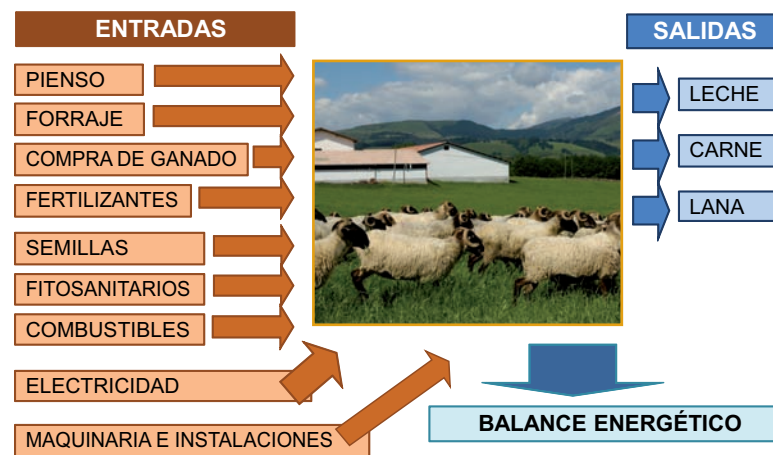 ENTRADAS
PIENSO
FORRAJE
COMPRA DE GANADO
FERTILIZANTES
SEMILLAS
FITOSANITARIOS
COMBUSTIBLES
ELECTRICIDAD
MAQUINARIA E INSTALACIONES
SALIDAS
LECHE
CARNE
LANA
BALANCE ENERGÉTICO